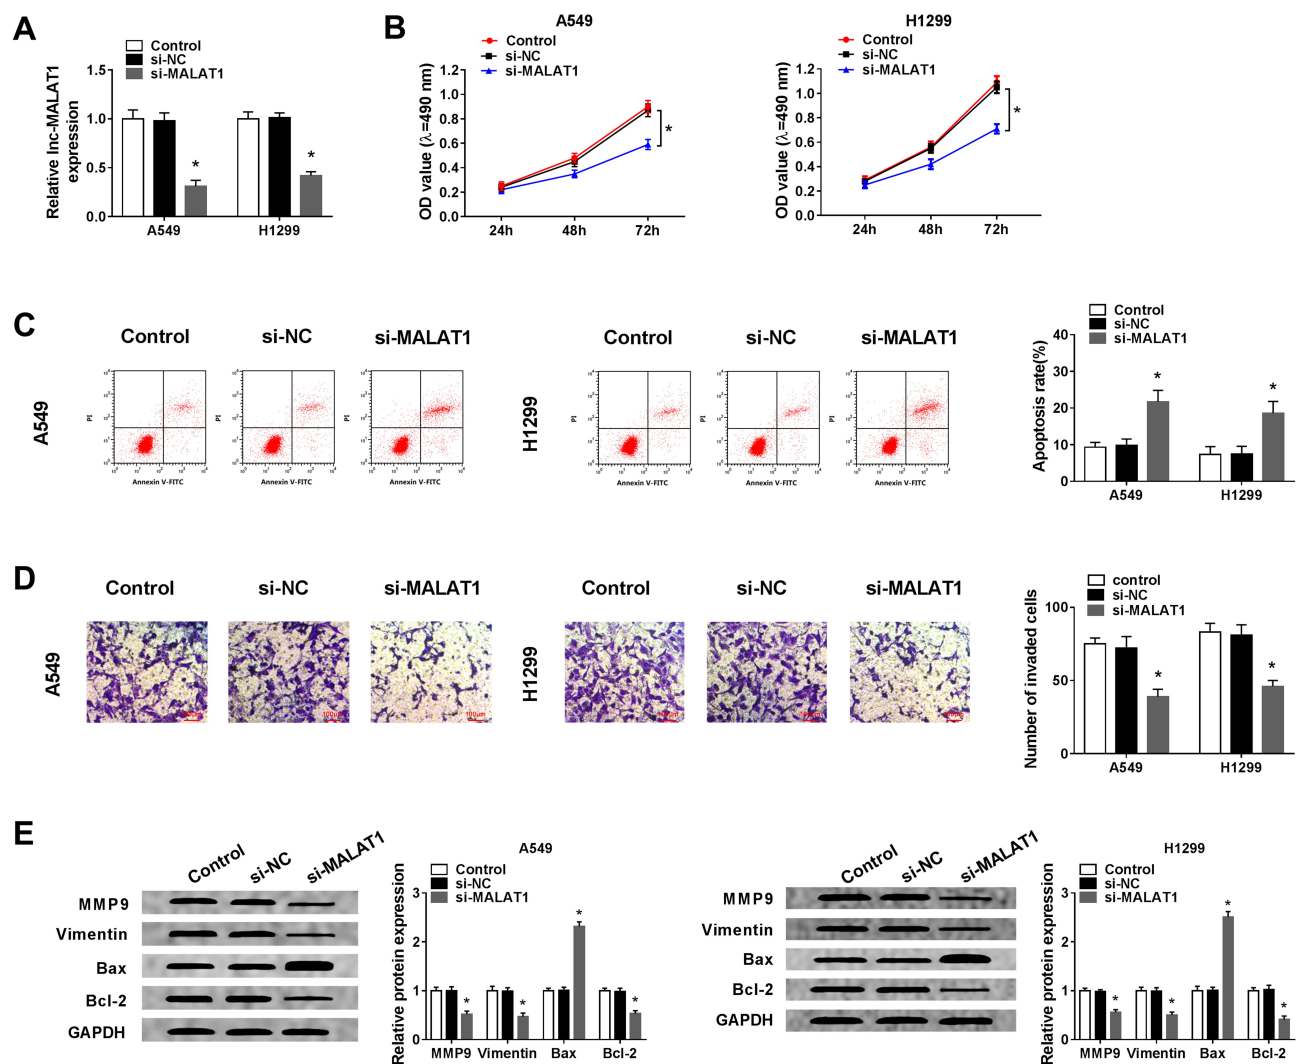 A
Control
si-NC
si-MALAT1
Relative lnc-MALAT1
expression
1.5
1.0
0.5
0.0
A549
H1299
*
*
B
A549
Control
si-NC
si-MALAT1
OD value (λ=490 nm)
1.2
1.0
0.8
0.6
0.4
0.2
0.0
24h
48h
72h
*
H1299
Control
si-NC
si-MALAT1
OD value (λ=490 nm)
1.2
1.0
0.8
0.6
0.4
0.2
0.0
24h
48h
72h
*
C
Control
si-NC
si-MALAT1
A549
PI
Annexin V-FITC
PI
Annexin V-FITC
PI
Annexin V-FITC
Control
si-NC
si-MALAT1
H1299
PI
Annexin V-FITC
PI
Annexin V-FITC
PI
Annexin V-FITC
Control
si-NC
si-MALAT1
Apoptosis rate(%)
40
30
20
10
0
A549
H1299
*
*
D
Control
si-NC
si-MALAT1
A549
100μm
100μm
Control
si-NC
si-MALAT1
H1299
100μm
control
si-NC
si-MALAT1
Number of invaded cells
100
50
0
A549
H1299
*
*
E
Control
si-NC
si-MALAT1
MMP9
Vimentin
Bax
Bcl-2
GAPDH
A549
Control
si-NC
si-MALAT1
Relative protein expression
3
2
1
0
MMP9
Vimentin
Bax
Bcl-2
*
*
*
*
Control
si-NC
si-MALAT1
MMP9
Vimentin
Bax
Bcl-2
GAPDH
H1299
Control
si-NC
si-MALAT1
Relative protein expression
3
2
1
0
MMP9
Vimentin
Bax
Bcl-2
*
*
*
*